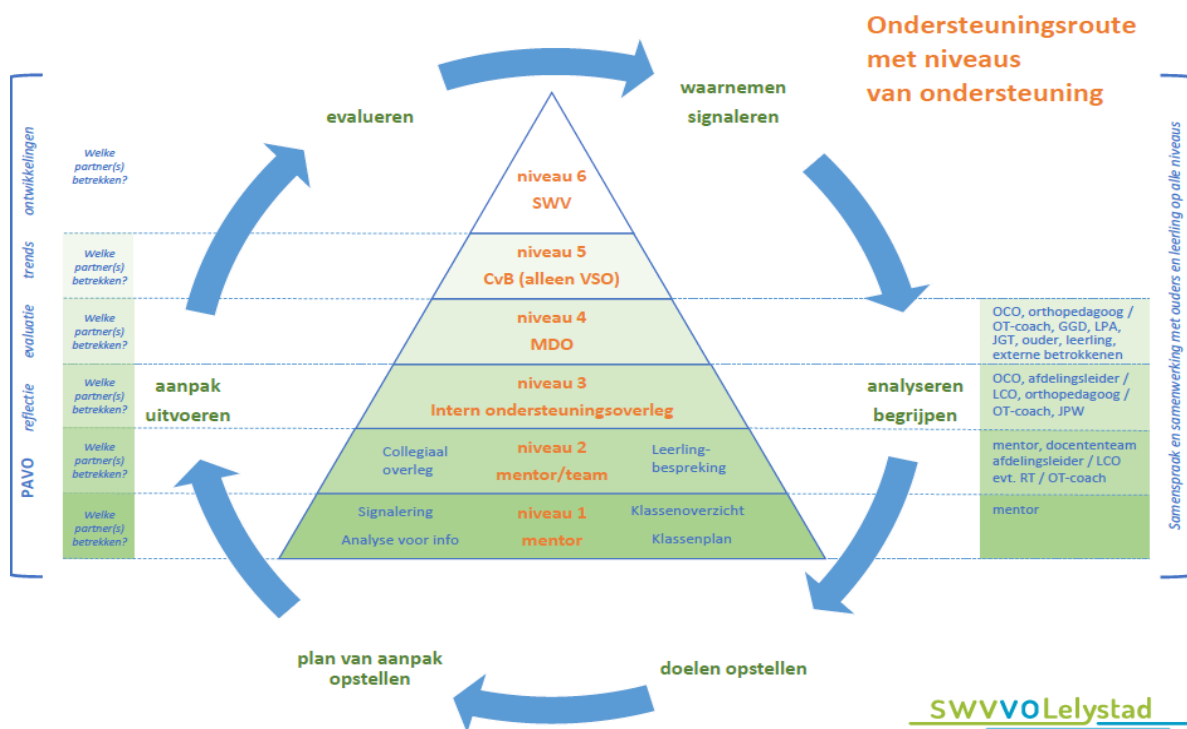 Ondersteuningsroute
met niveaus
van ondersteuning
waarnemen
signaleren
evalueren
analyseren
begrijpen
doelen opstellen
plan van aanpak
opstellen
aanpak
uitvoeren
PAVO
reflectie
evaluatie
trends
ontwikkelingen
Welke
partner(s)
betrekken?
niveau 6
SWV
Welke
partner(s)
betrekken?
niveau 5
CvB (alleen VSO)
Welke
partner(s)
betrekken?
niveau 4
MDO
OCO, orthopedagoog /
OT-coach, GGD, LPA,
JGT, ouder, leerling,
externe betrokkenen
Welke
partner(s)
betrekken?
niveau 3
Intern ondersteuningsoverleg
OCO, afdelingsleider /
LCO, orthopedagoog /
OT-coach, JPW
Welke
partner(s)
betrekken?
Collegiaal
overleg
niveau 2
mentor/team
Leerling-
bespreking
mentor, docententeam
afdelingsleider / LCO
evt. RT / OT-coach
Welke
partner(s)
betrekken?
Signalering
Analyse voor info
niveau 1
mentor
Klassenoverzicht
Klassenplan
mentor
Samenspraak en samenwerking met ouders en leerling op alle niveaus
SWVVOLelystad